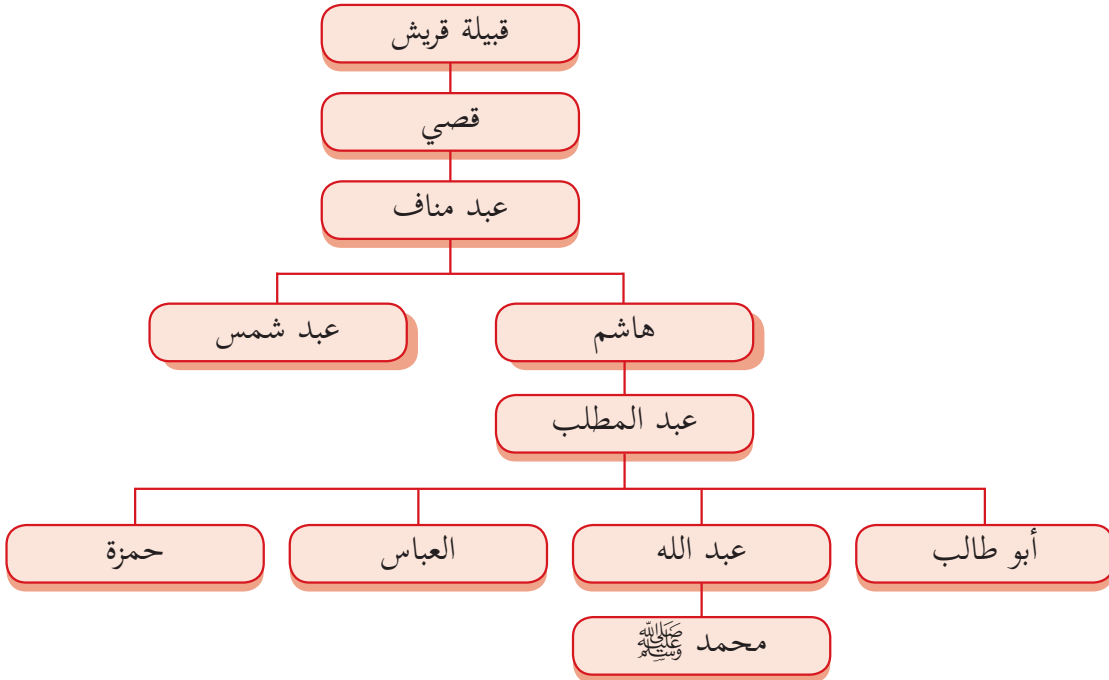 قبيلة قريش
قصي
عبد مناف
هاشم
عبد شمس
عبد المطلب
أبو طالب
عبد الله
العباس
حمزة
محمد ﷺ